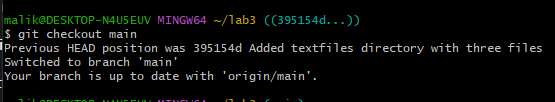 malik@DESKTOP-N4U5EUV MINGW64 ~/lab3 ((395154d...))
$ git checkout main
Previous HEAD position was 395154d Added textfiles directory with three files
Switched to branch 'main'
Your branch is up to date with 'origin/main'.
malik@DESKTOP-N4U5EUV MINGW64 ~/lab3 (main)